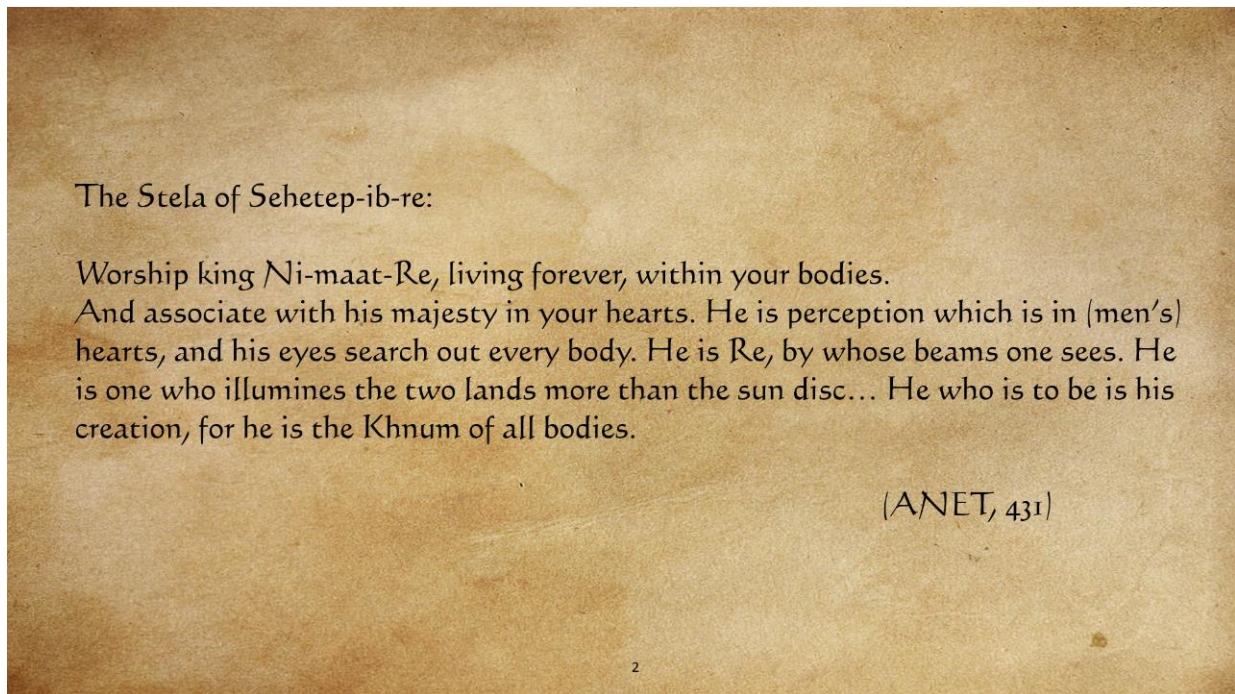 The Stela of Sehetep-ib-re:
Worship king Ni-maat-Re, living forever, within your bodies.
And associate with his majesty in your hearts. He is perception which is in (men's)
hearts, and his eyes search out every body. He is Re, by whose beams one sees. He
is one who illumines the two lands more than the sun disc... He who is to be is his
creation, for he is the Khnum of all bodies.
(ANET, 431)
2